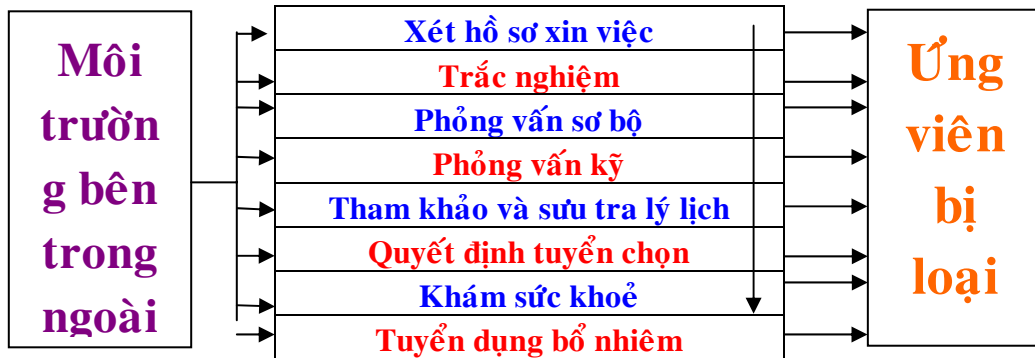 Môi
trườn
g bên
trong
ngoài
Xét hồ sơ xin việc
Trắc nghiệm
Phỏng vấn sơ bộ
Phỏng vấn kỹ
Tham khảo và sưu tra lý lịch
Quyết định tuyển chọn
Khám sức khoẻ
Tuyển dụng bổ nhiệm
Ứng
viên
bị
loại